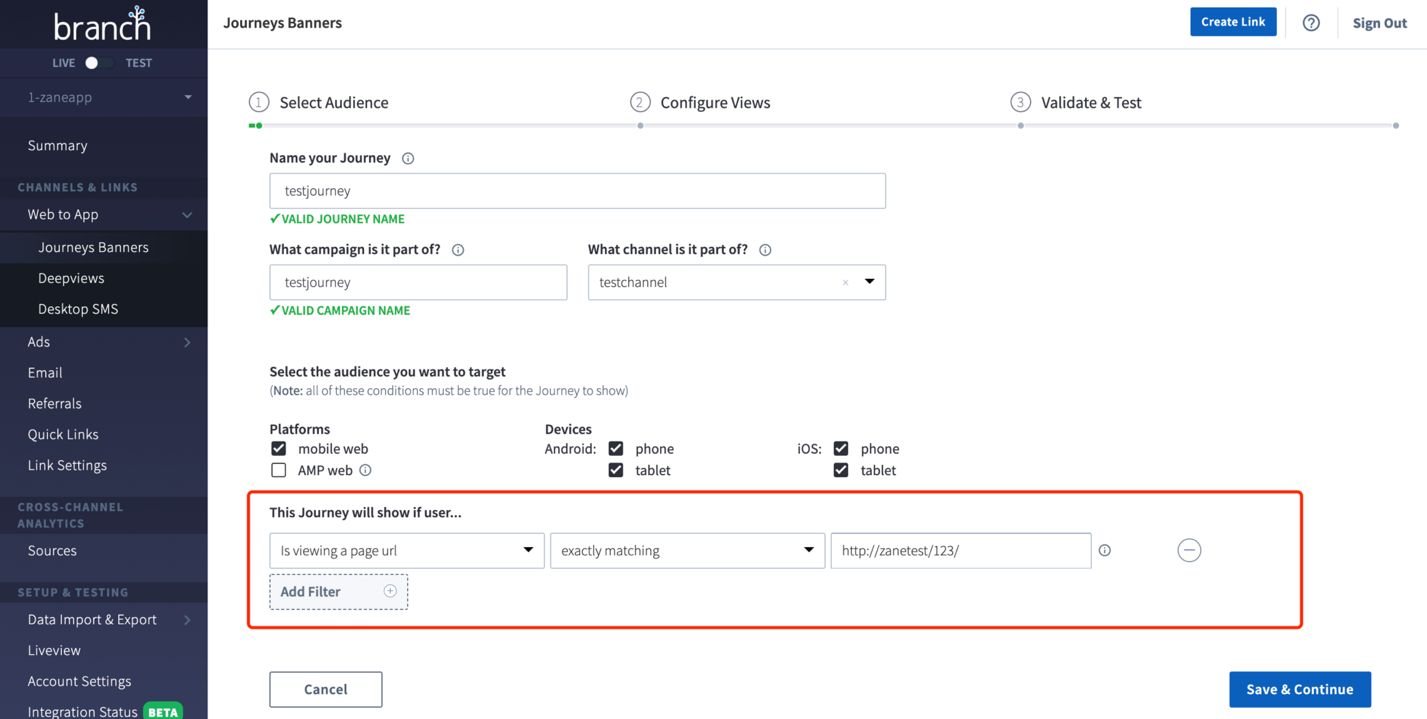 branch
Journeys Banners
Create Link
Sign Out
LIVE TEST
1-zaneapp
Summary
CHANNELS & LINKS
Web to App
Journeys Banners
Deepviews
Desktop SMS
Ads
Email
Referrals
Quick Links
Link Settings
CROSS-CHANNEL
ANALYTICS
Sources
SETUP & TESTING
Data Import & Export
Liveview
Account Settings
Integration Status BETA
1 Select Audience
2 Configure Views
3 Validate & Test
Name your Journey
testjourney
✓VALID JOURNEY NAME
What campaign is it part of?
What channel is it part of?
testjourney
testchannel
✓VALID CAMPAIGN NAME
Select the audience you want to target
(Note: all of these conditions must be true for the Journey to show)
Platforms
Devices
mobile web
Android: phone
iOS: phone
AMP web
tablet
tablet
This Journey will show if user...
Is viewing a page url
exactly matching
http://zanetest/123/
Add Filter
Cancel
Save & Continue